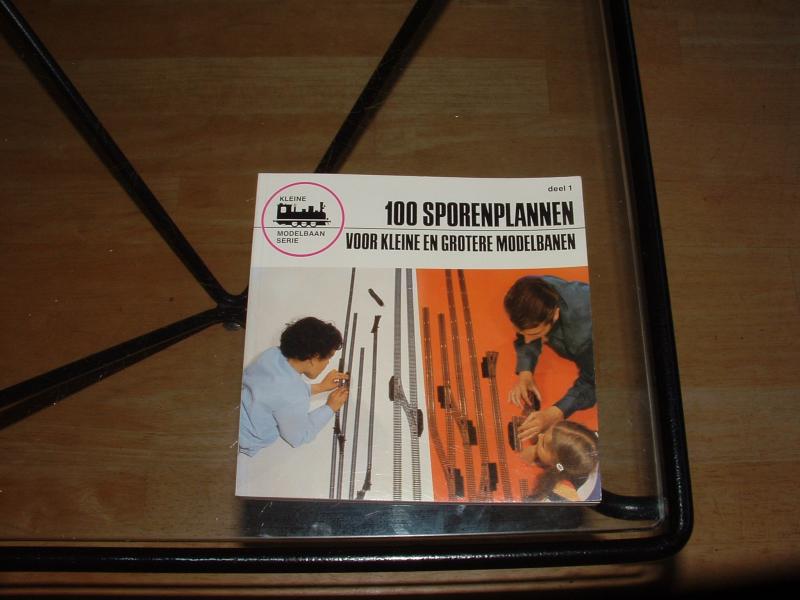 deel 1
KLEINE
MODELBAAN
SERIE
100 SPORENPLANNEN
VOOR KLEINE EN GROTERE MODELBANEN